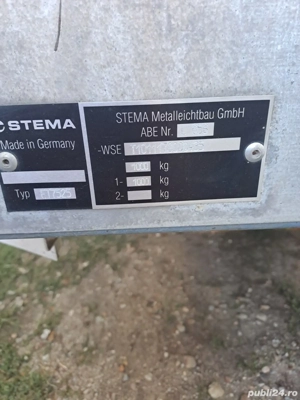 STEMA
Made in Germany
Typ
STEMA Metalleichtbau GmbH
ABE Nr.
-WSE
kg
1- kg
2- kg
publi24.ro